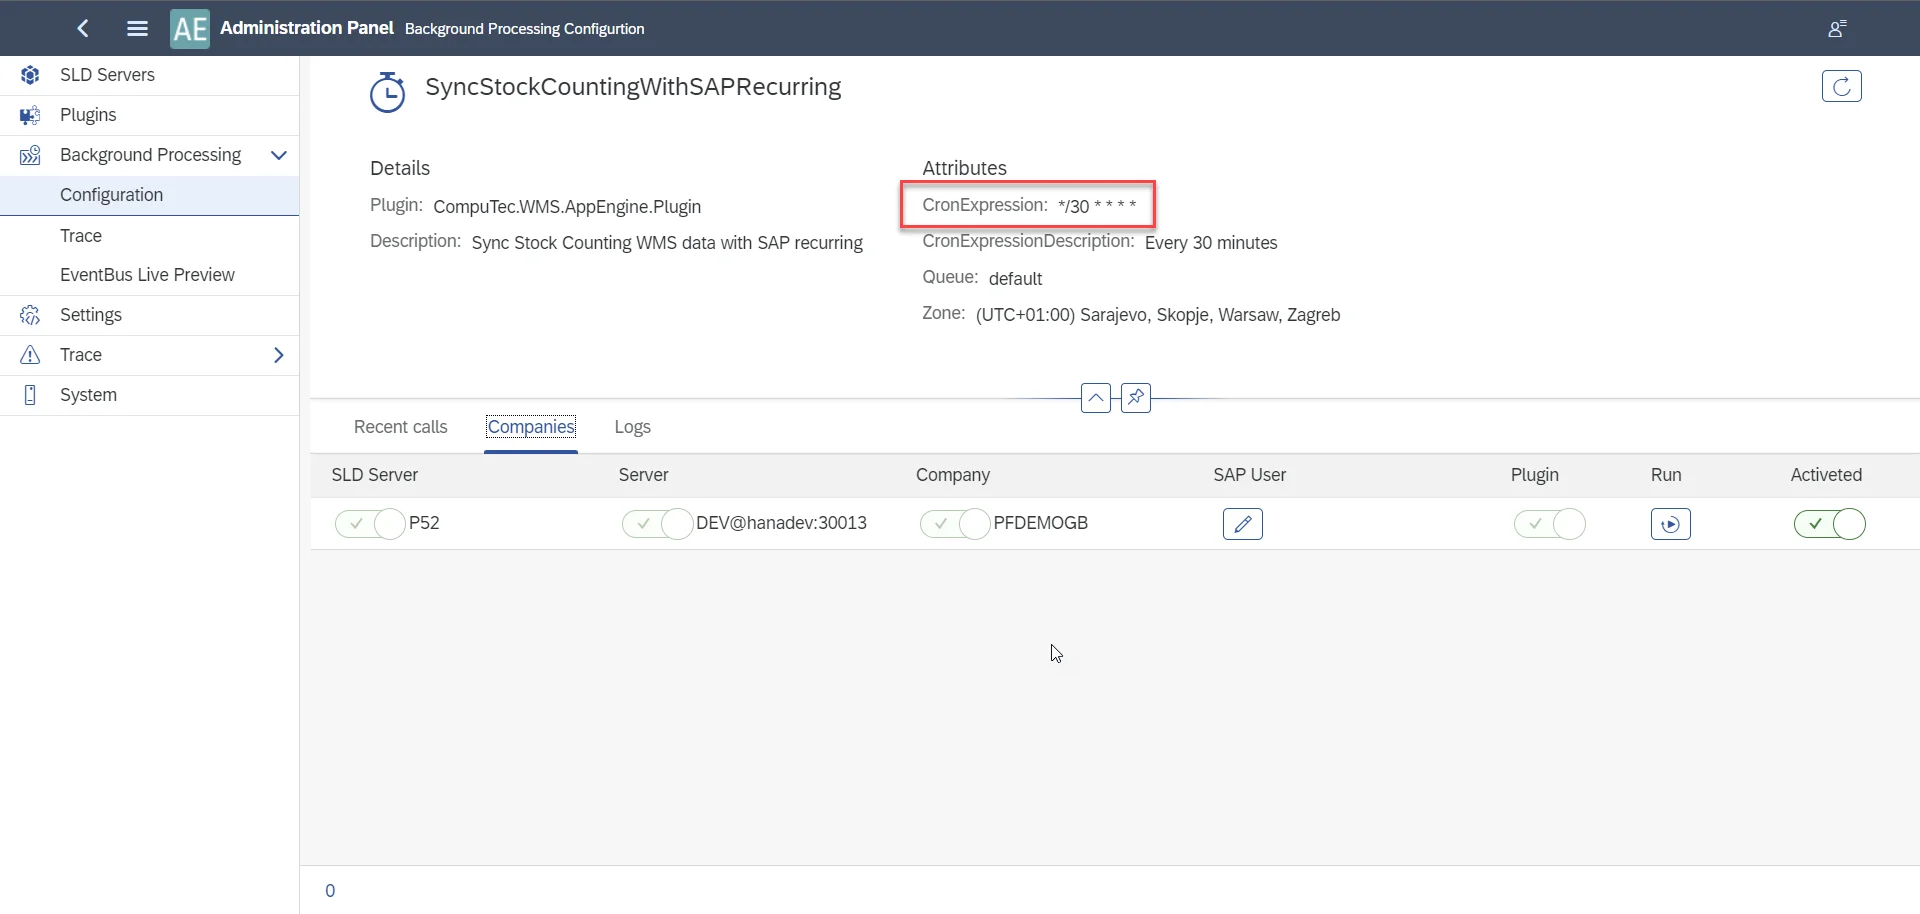 AE Administration Panel Background Processing Configurtion
SLD Servers
Plugins
Background Processing
Configuration
Trace
EventBus Live Preview
Settings
Trace
System
SyncStockCountingWithSAPRecurring
Details
Plugin: CompuTec.WMS.AppEngine.Plugin
Description: Sync Stock Counting WMS data with SAP recurring
Attributes
CronExpression: */30 * * * *
CronExpressionDescription: Every 30 minutes
Queue: default
Zone: (UTC+01:00) Sarajevo, Skopje, Warsaw, Zagreb
Recent calls Companies Logs
SLD Server Server Company SAP User Plugin Run Activeted
P52 DEV@hanadev:30013 PFDEMOGB
0